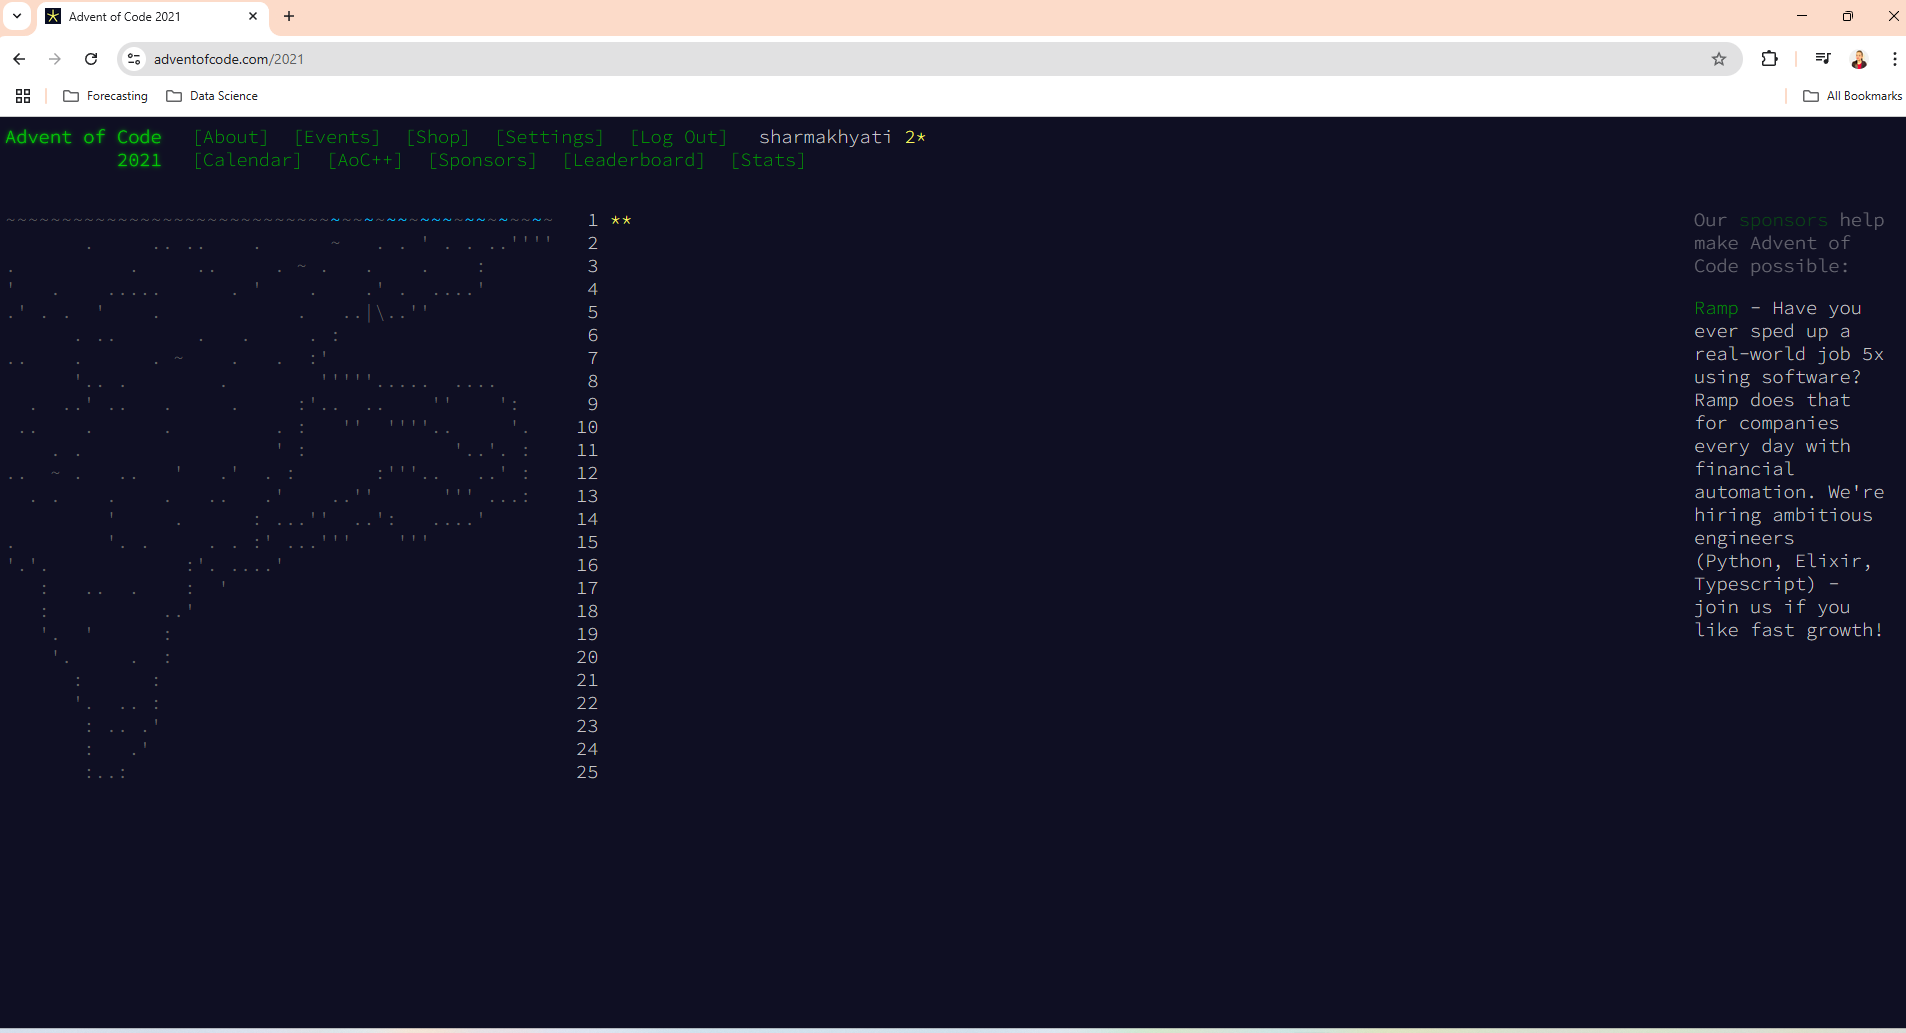 Advent of Code 2021
adventofcode.com/2021
Forecasting
Data Science
All Bookmarks
Advent of Code [About] [Events] [Shop] [Settings] [Log Out] sharmakhyati 2*
2021 [Calendar] [AoC++] [Sponsors] [Leaderboard] [Stats]
1 **
2
3
4
5
6
7
8
9
10
11
12
13
14
15
16
17
18
19
20
21
22
23
24
25
Our sponsors help
make Advent of
Code possible:
Ramp - Have you
ever sped up a
real-world job 5x
using software?
Ramp does that
for companies
every day with
financial
automation. We're
hiring ambitious
engineers
(Python, Elixir,
Typescript) -
join us if you
like fast growth!